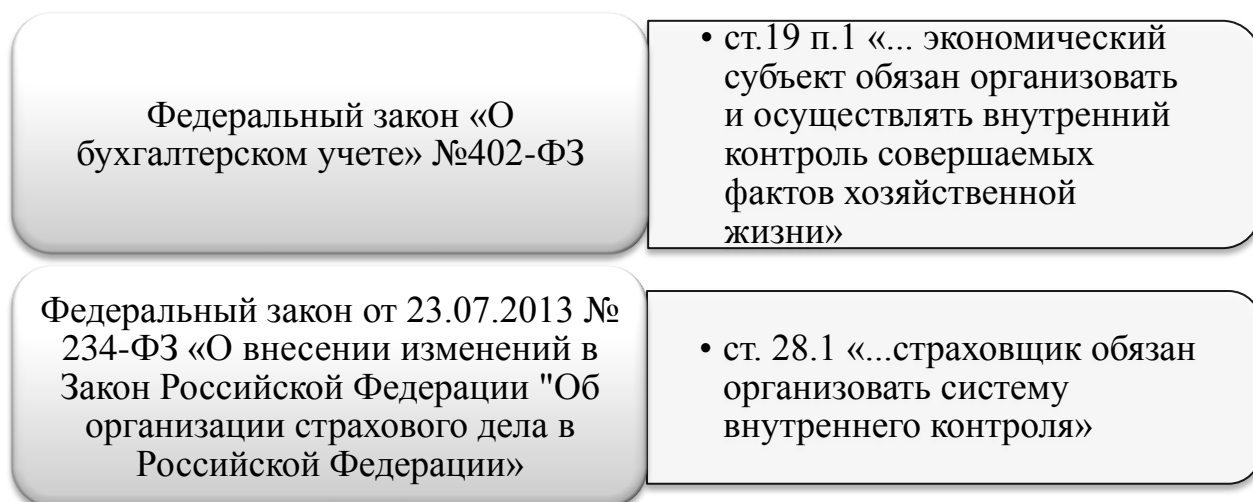 Федеральный закон «О
бухгалтерском учете» №402-ФЗ
• ст.19 п.1 «... экономический
субъект обязан организовать
и осуществлять внутренний
контроль совершаемых
фактов хозяйственной
жизни»
Федеральный закон от 23.07.2013 №
234-ФЗ «О внесении изменений в
Закон Российской Федерации "Об
организации страхового дела в
Российской Федерации»
• ст. 28.1 «...страховщик обязан
организовать систему
внутреннего контроля»